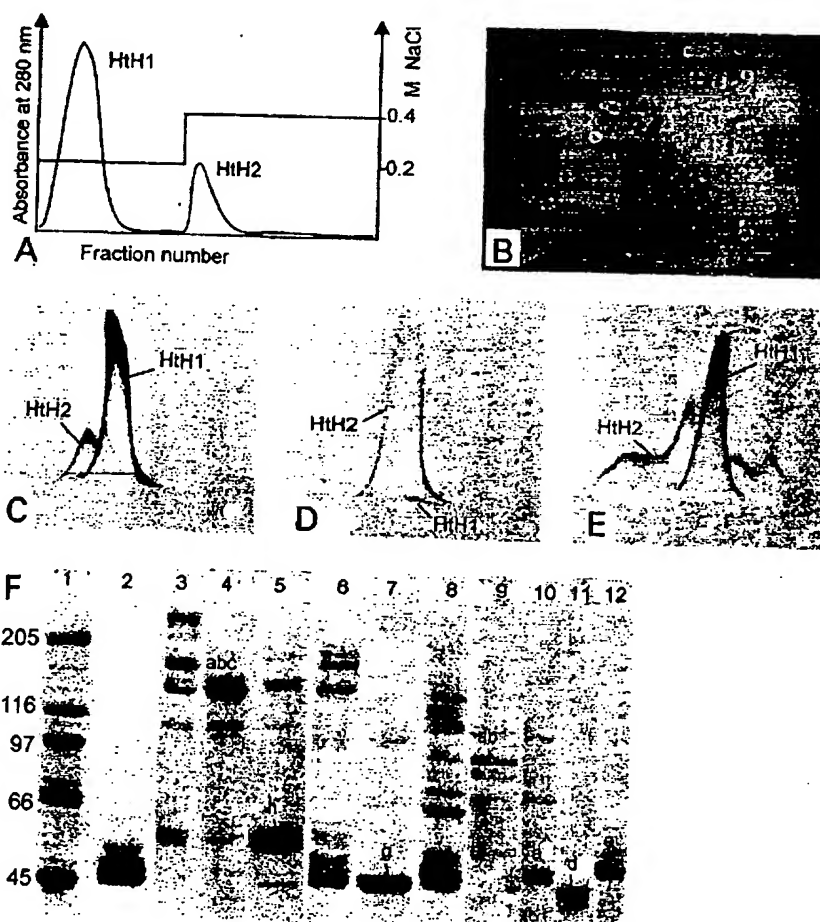 Absorbance at 280 nm
HtH1
HtH2
M NaCl
0.4
0.2
A
Fraction number
B
HtH1
HtH2
C
HtH2
HtH1
D
HtH1
HtH2
E
F
1 2 3 4 5 6 7 8 9 10 11 12
205
116
97
66
45
abc
h
g
ab
d